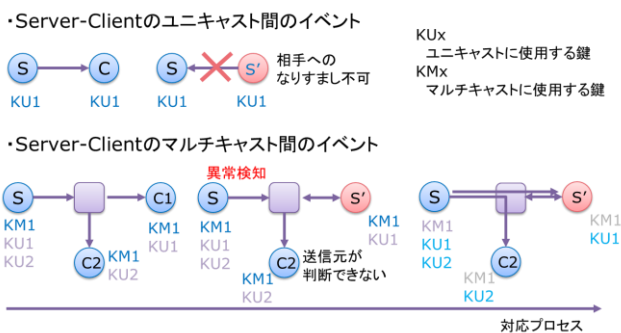 ・Server-Clientのユニキャスト間のイベント
KUx
ユニキャストに使用する鍵
KMx
マルチキャストに使用する鍵
S
C
S
S'
相手への
なりすまし不可
KU1
KU1
KU1
KU1
・Server-Clientのマルチキャスト間のイベント
異常検知
S
C1
S
S'
S
S'
KM1
KU1
KU2
KM1
KU1
KM1
KU1
KU2
KM1
KU1
KM1
KU1
KU2
KM1
KU1
C2
KM1
KU2
C2
送信元が
判断できない
KM1
KU2
C2
KM1
KU2
対応プロセス